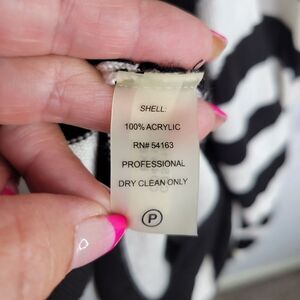 SHELL:
100% ACRYLIC
RN# 54163
PROFESSIONAL
DRY CLEAN ONLY
P